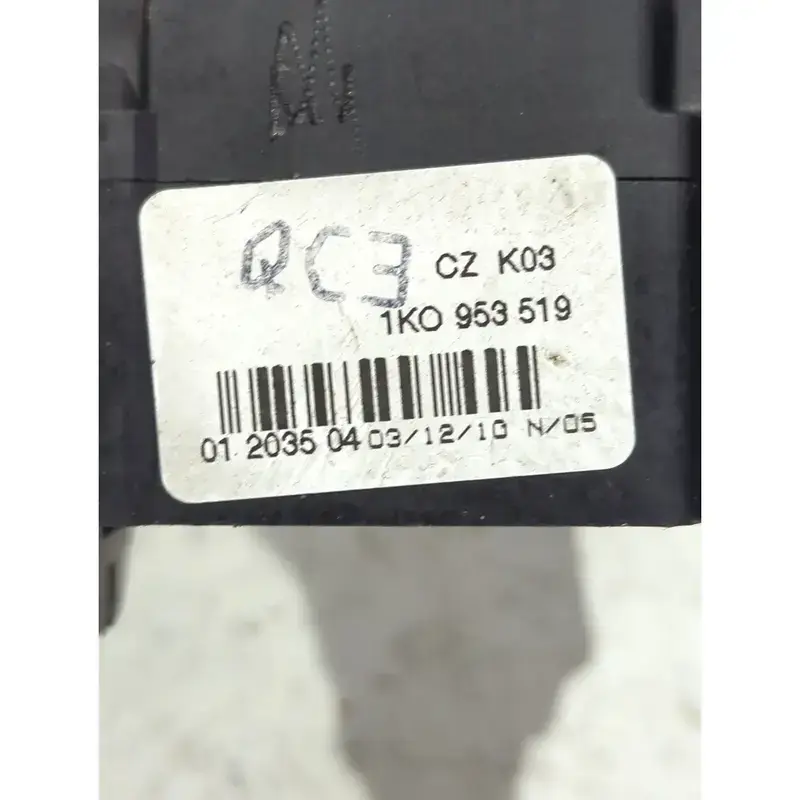 QC3 CZ K03
1KO 953 519
01 2035 04 03/12/10 N/05